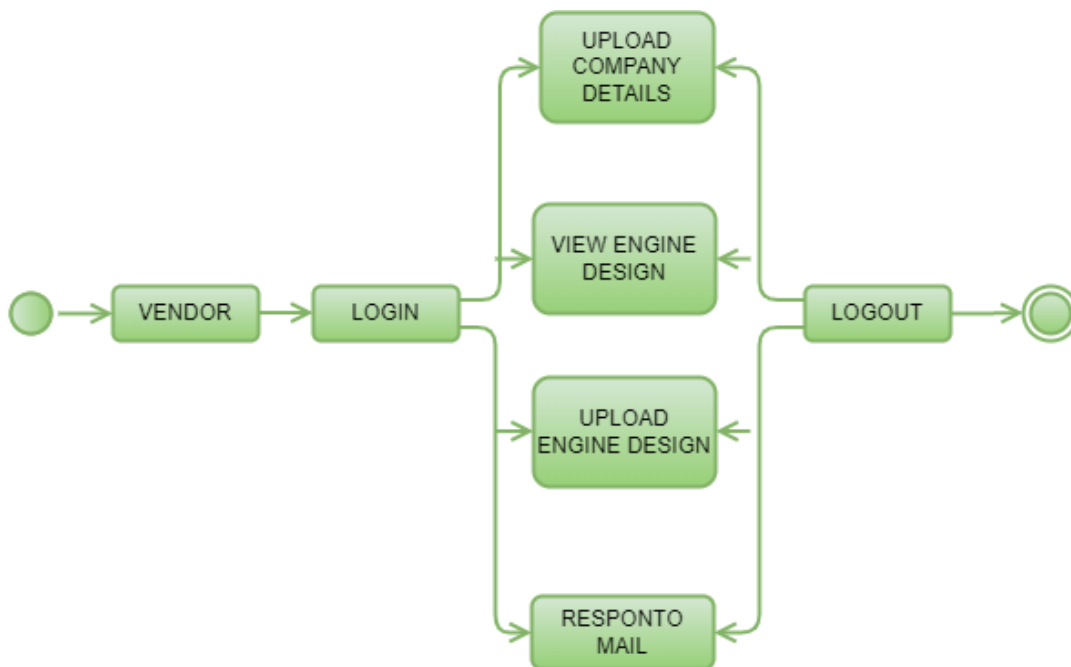 UPLOAD
COMPANY
DETAILS
VIEW ENGINE
DESIGN
VENDOR
LOGIN
LOGOUT
UPLOAD
ENGINE DESIGN
RESPONTO
MAIL